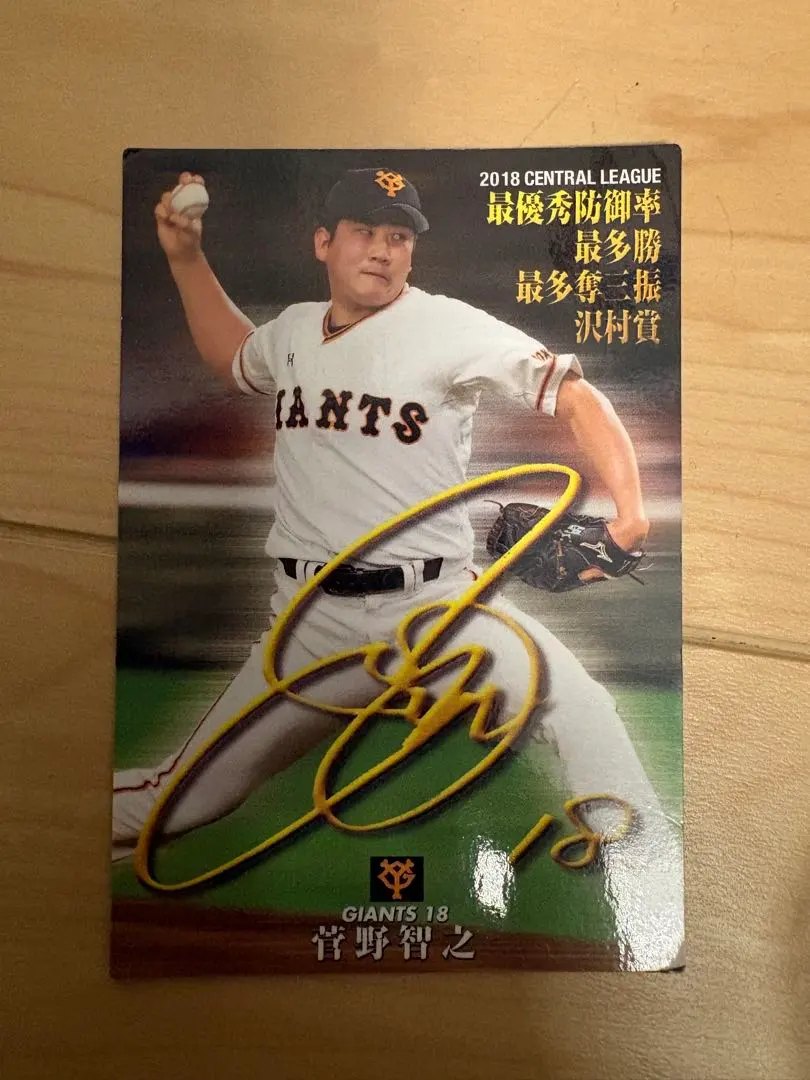 2018 CENTRAL LEAGUE
最優秀防御率
最多勝
最多奪三振
沢村賞
GIANTS
18
YG
GIANTS 18
菅野智之